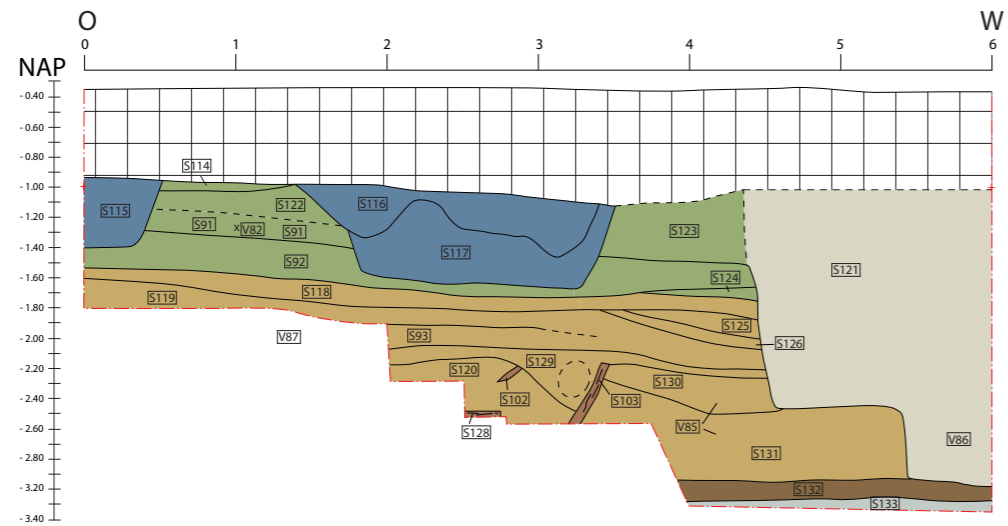 O W
0 1 2 3 4 5 6
NAP
- 0.40
- 0.60
- 0.80
S114
- 1.00
S122 S116
S115
- 1.20
S91 V82 S91 S123
x
- 1.40
S117
S92 S121
S124
- 1.60
S118
S119
- 1.80
S125
- 2.00
V87 S93 S126
S129
- 2.20
S120
S130
- 2.40
S102 S103
- 2.60
S128 V85
V86
- 2.80
S131
- 3.20
S132
S133
- 3.40